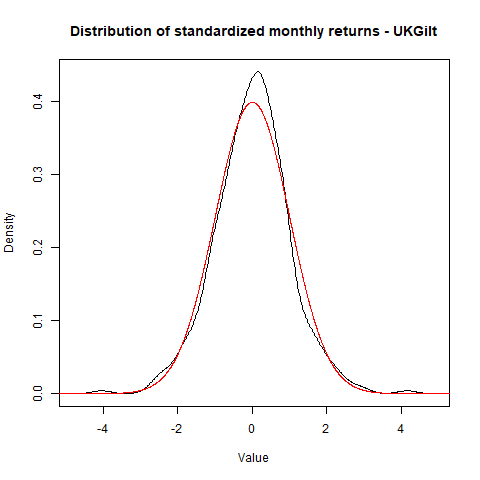 Distribution of standardized monthly returns - UKGilt
Density
0.4
0.3
0.2
0.1
0.0
-4 -2 0 2 4
Value